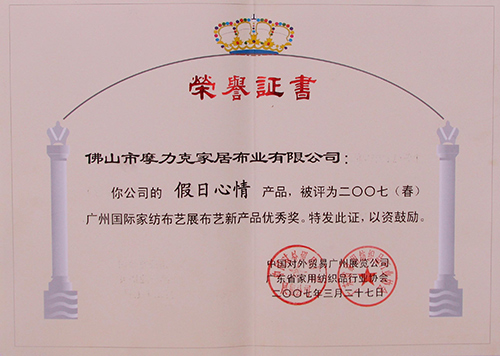 榮譽証書
佛山市摩力克家居布业有限公司：
你公司的 假日心情 产品，被评为二〇〇七（春）
广州国际家纺布艺展布艺新产品优秀奖。特发此证，以资鼓励。
中国对外贸易广州展览公司
广东省家用纺织品行业协会
二〇〇七年三月二十七日